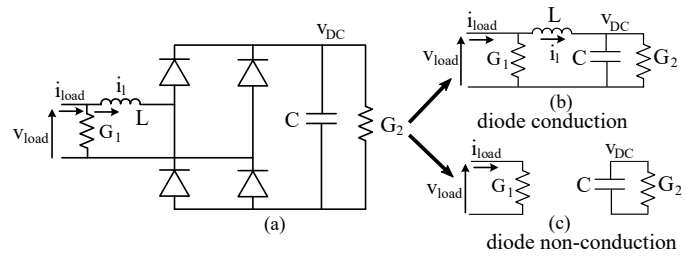 v_load
i_load
G_1
i_l
L
v_DC
C
G_2
(a)
v_load
i_load
G_1
L
i_l
v_DC
C
G_2
(b)
diode conduction
v_load
i_load
G_1
v_DC
C
G_2
(c)
diode non-conduction